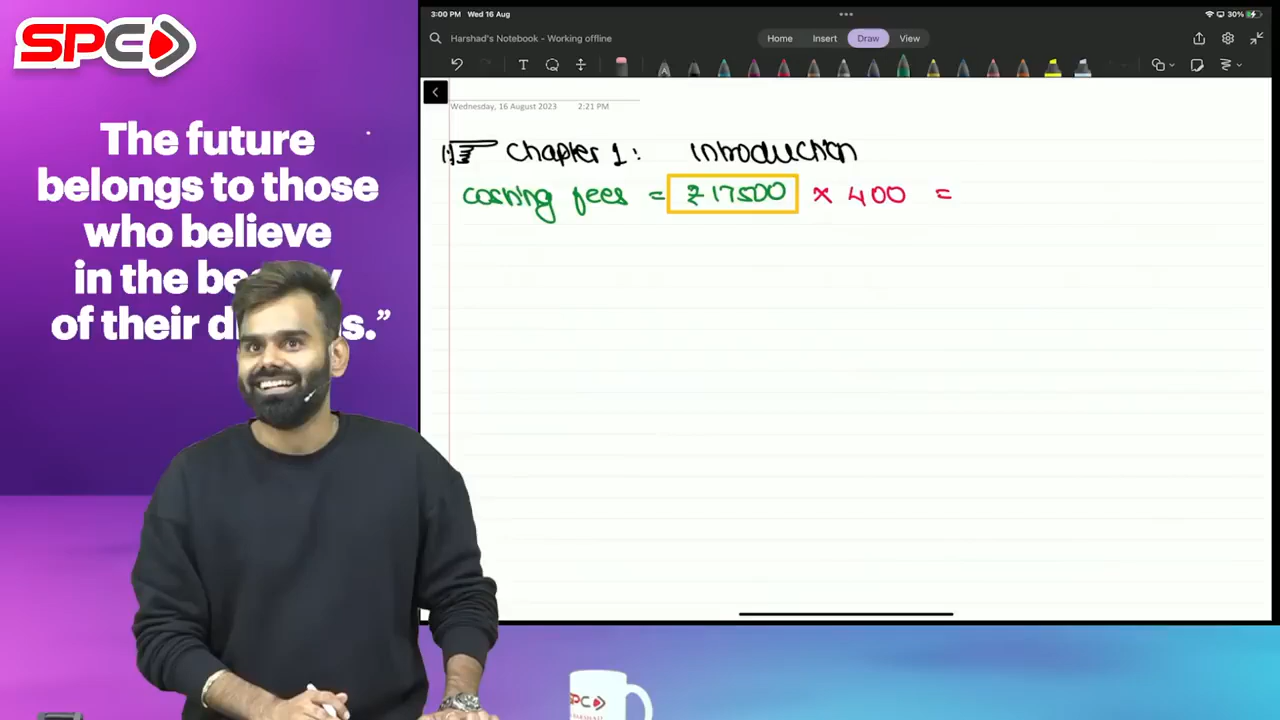 SPC
The future
belongs to those
who believe
in the be y
of their d s.”
3:00 PM Wed 16 Aug
30%
Harshad's Notebook - Working offline
Home Insert Draw View
T
A
Wednesday, 16 August 2023 2:21 PM
Chapter 1: Introduction
fees = ₹17500 × 400 =
SPC